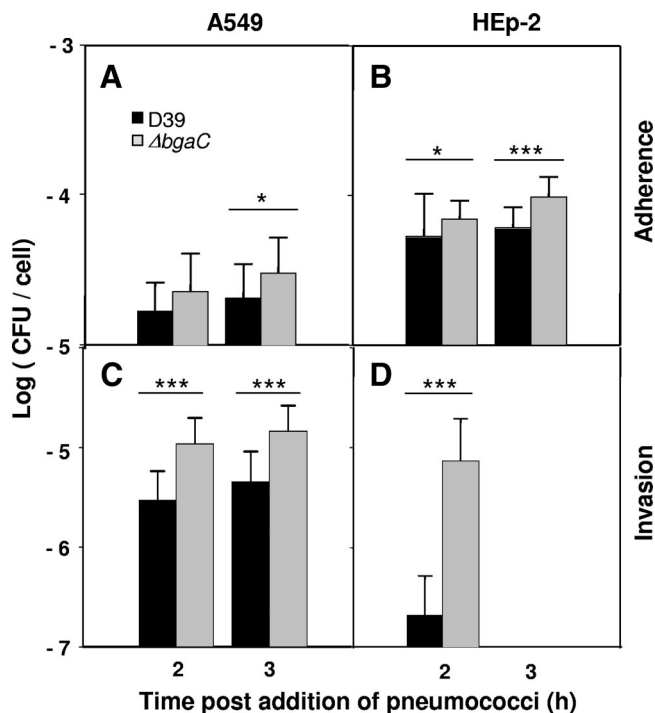 A549 HEp-2
- 3
A B
D39
ΔbgaC
* ***
*
- 4
Adherence
Log ( CFU / cell)
- 5
C D
*** *** ***
- 5
Invasion
- 6
- 7
2 3 2 3
Time post addition of pneumococci (h)